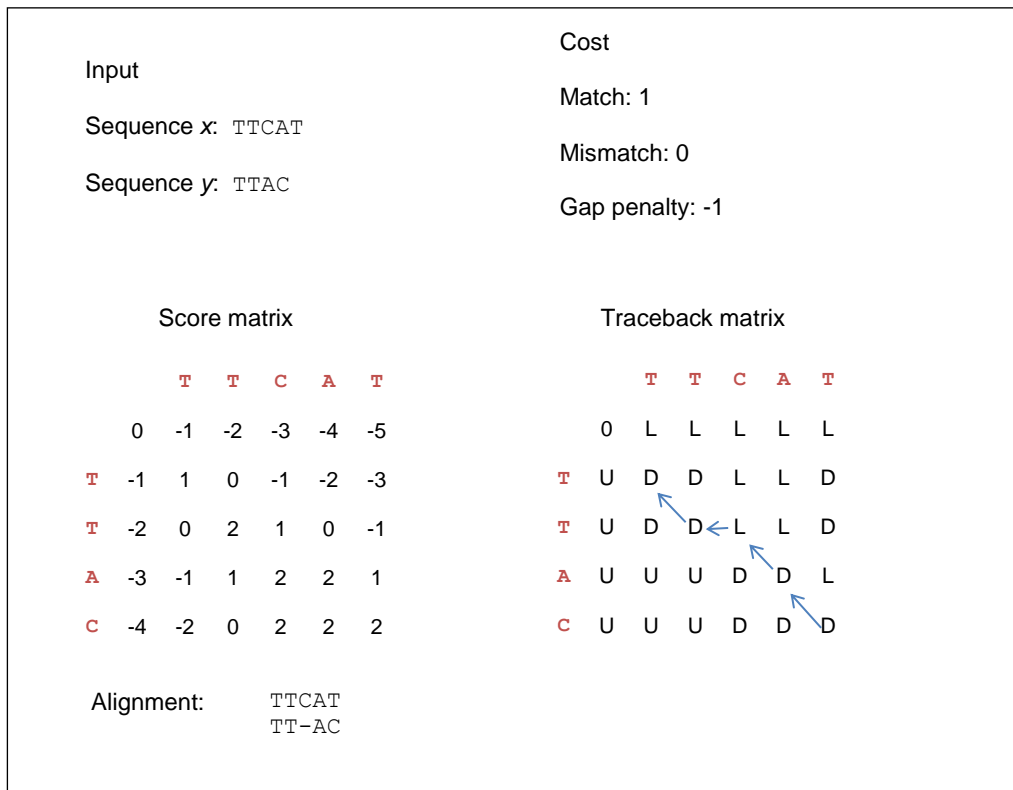 Input
Sequence x: TTCAT
Sequence y: TTAC
Cost
Match: 1
Mismatch: 0
Gap penalty: -1
Score matrix
T T C A T
0 -1 -2 -3 -4 -5
T -1 1 0 -1 -2 -3
T -2 0 2 1 0 -1
A -3 -1 1 2 2 1
C -4 -2 0 2 2 2
Traceback matrix
T T C A T
0 L L L L L
T U D D L L D
T U D D L L D
A U U U D D L
C U U U D D D
Alignment: TTCAT
TT-AC